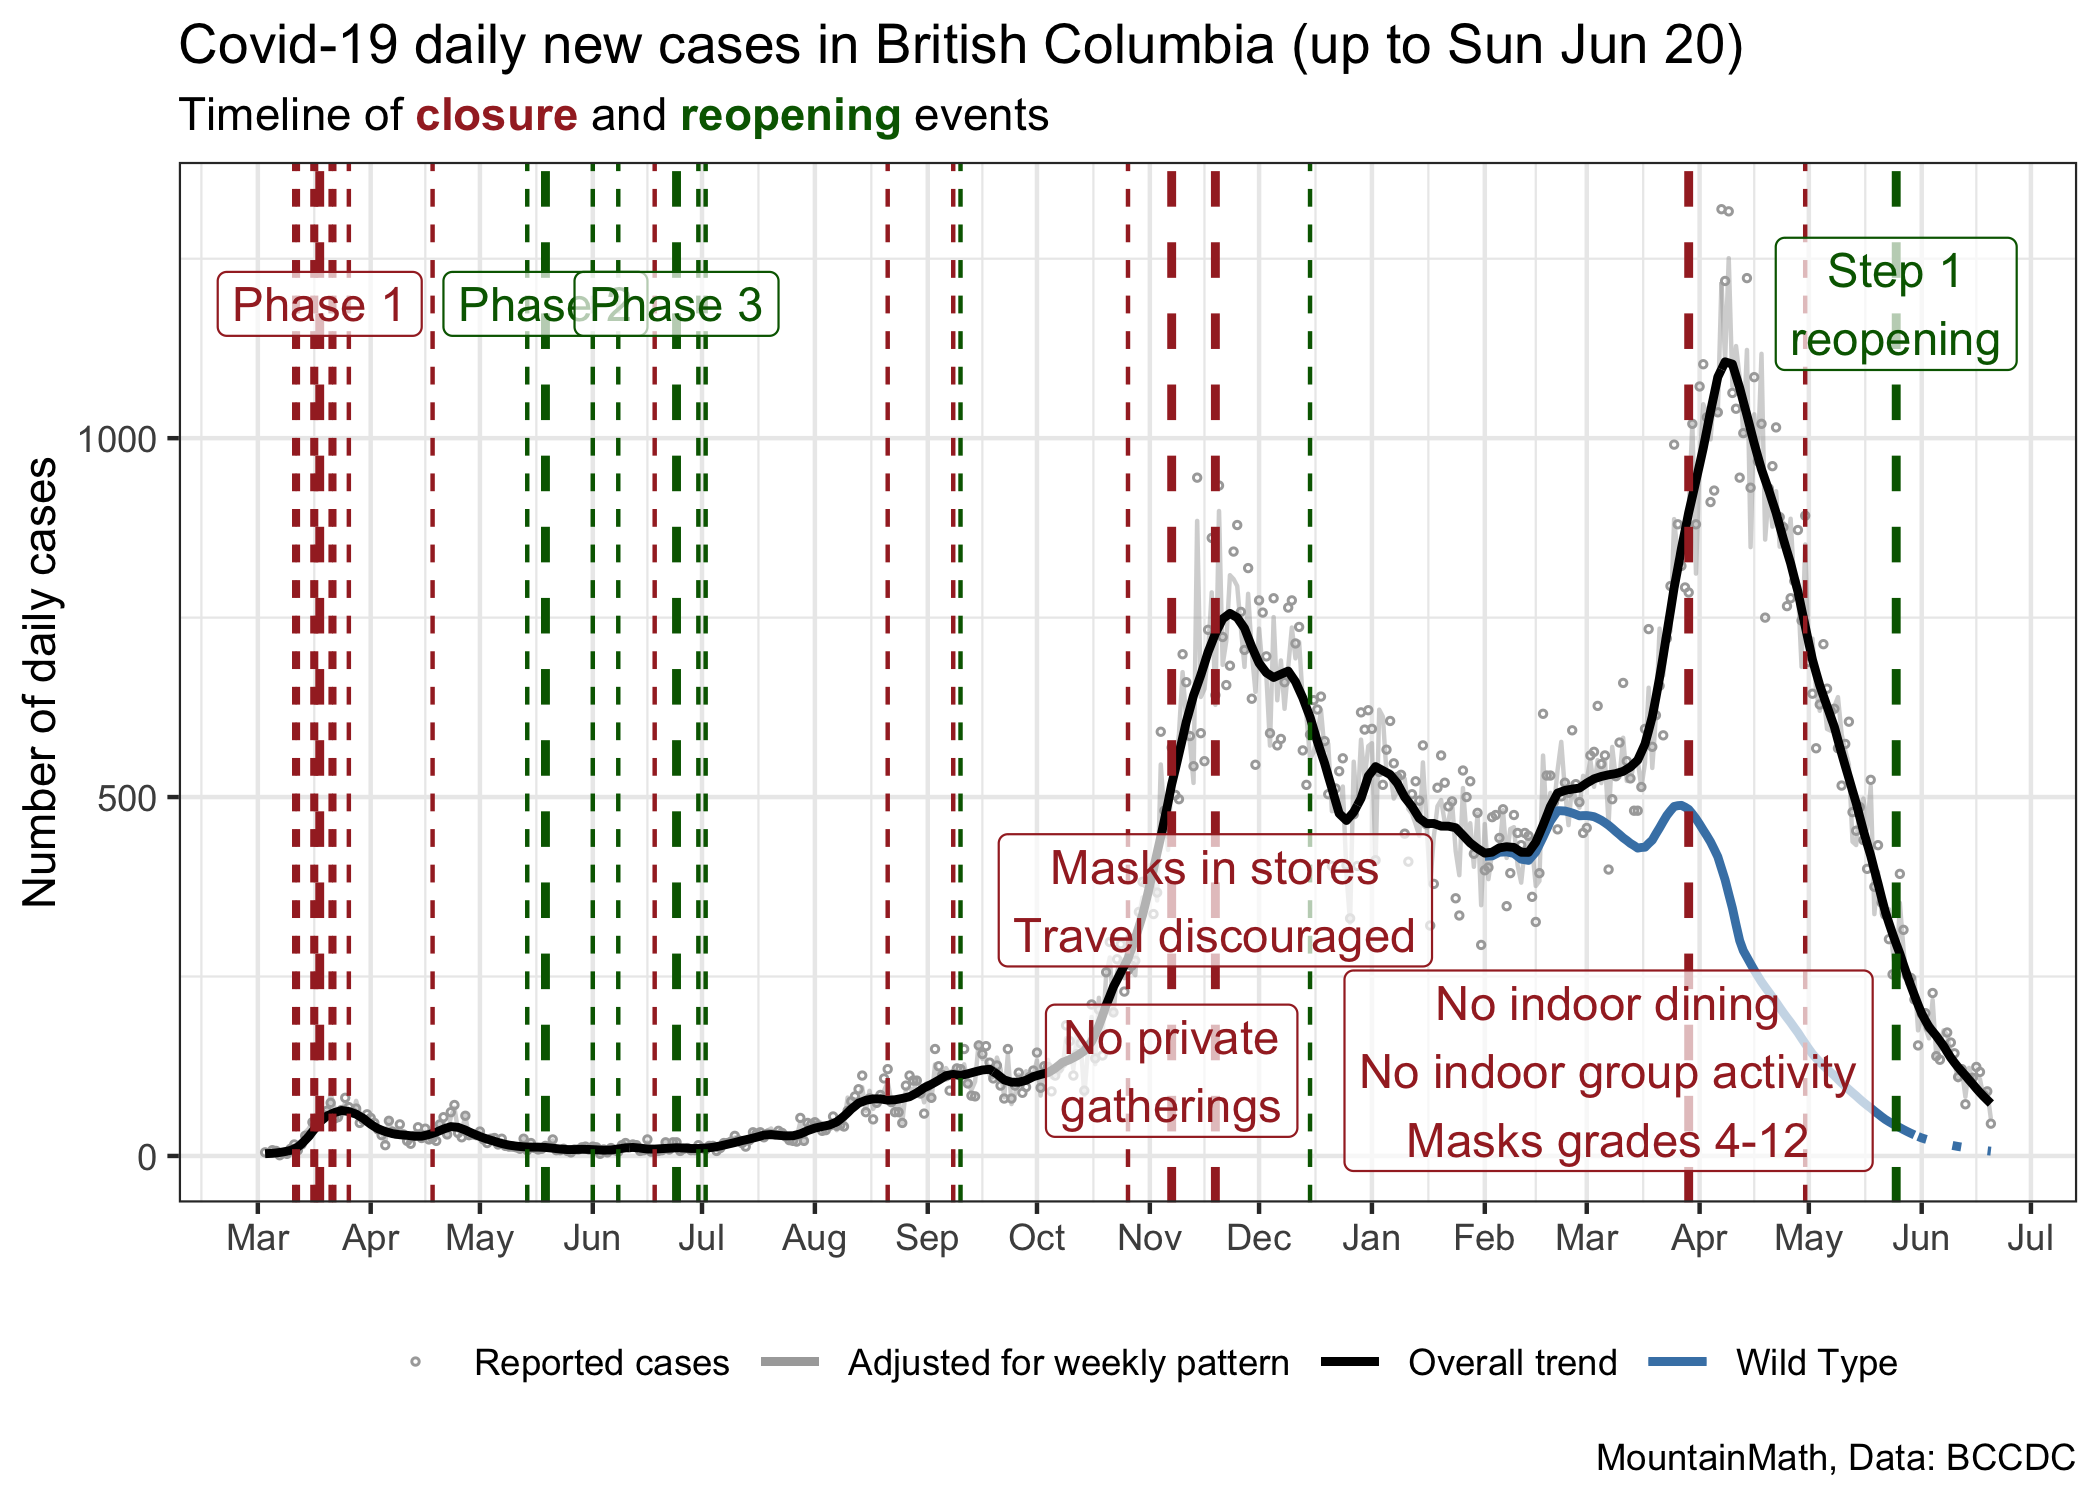 Covid-19 daily new cases in British Columbia (up to Sun Jun 20)
Timeline of closure and reopening events
Number of daily cases
1000
500
0
Phase 1
Phase 2
Phase 3
Step 1
reopening
Masks in stores
Travel discouraged
No private
gatherings
No indoor dining
No indoor group activity
Masks grades 4-12
Mar Apr May Jun Jul Aug Sep Oct Nov Dec Jan Feb Mar Apr May Jun Jul
Reported cases Adjusted for weekly pattern Overall trend Wild Type
MountainMath, Data: BCCDC